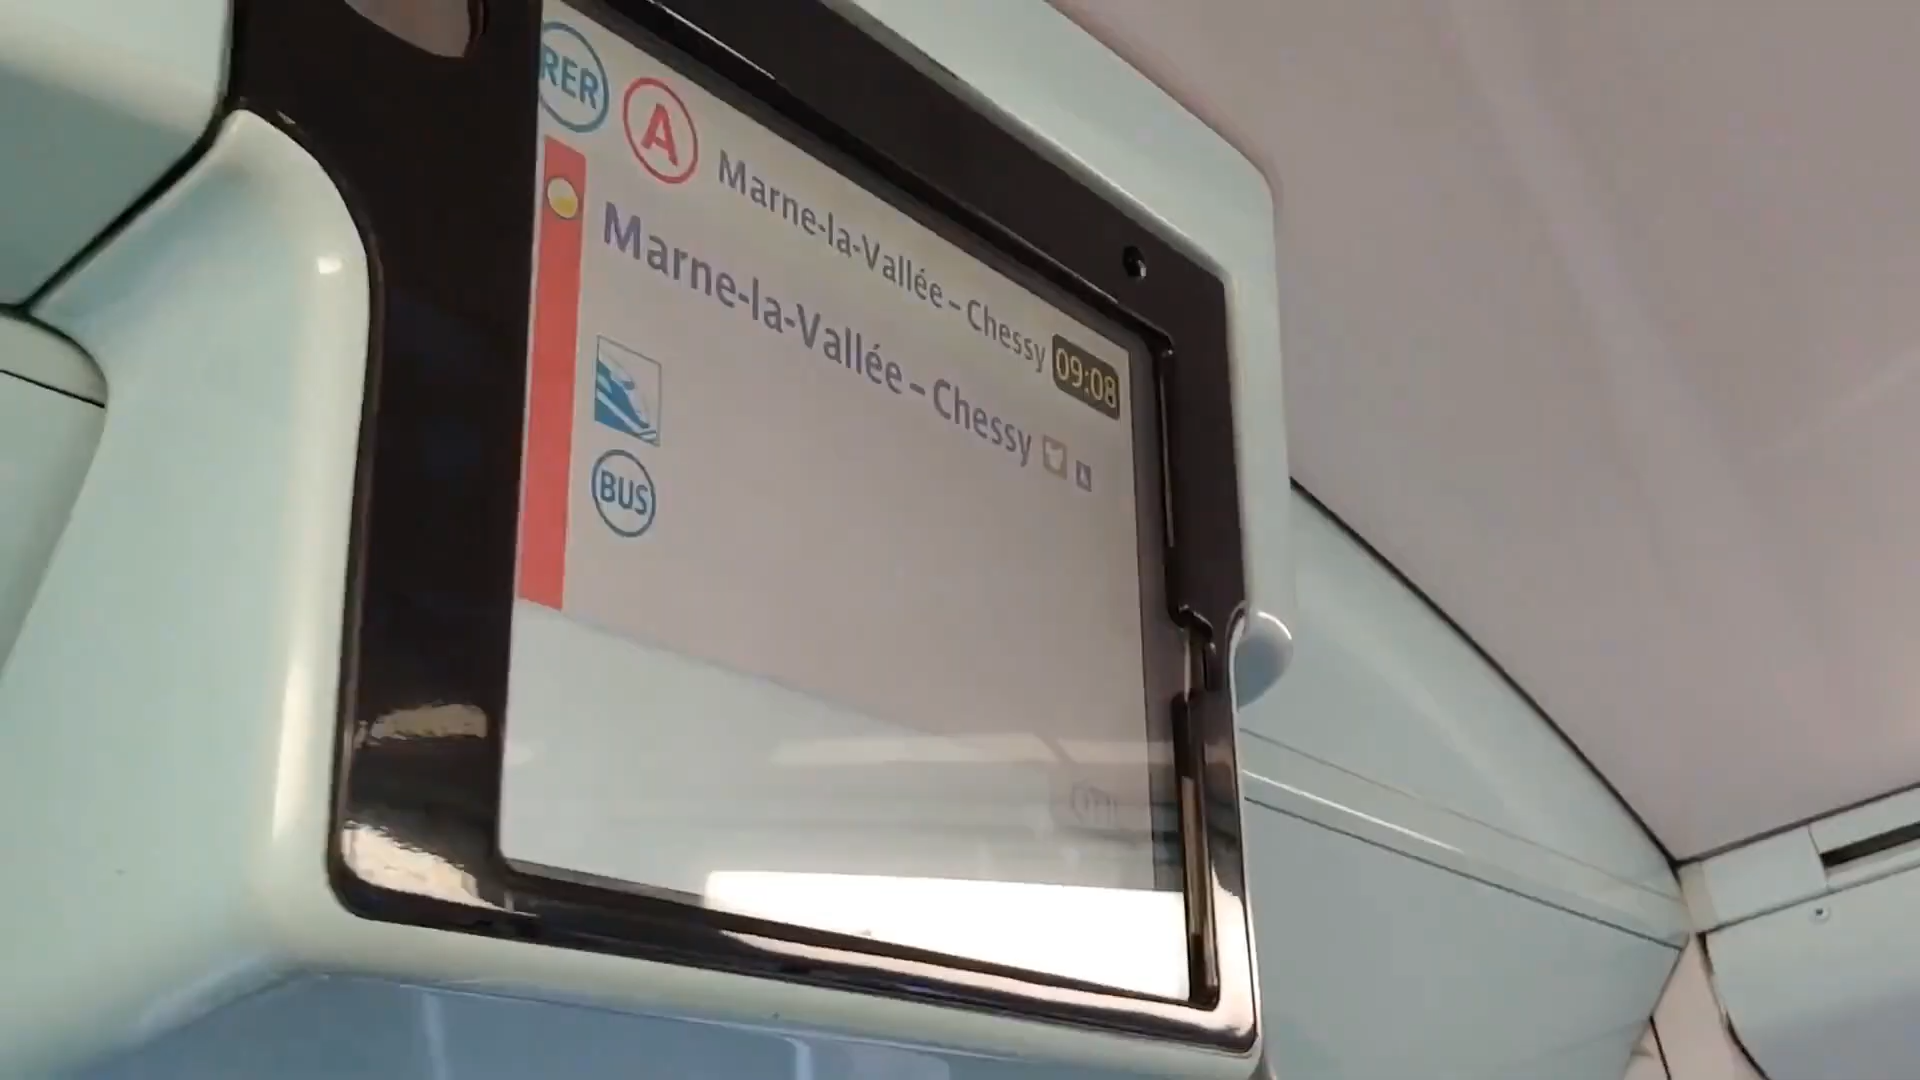 RER A Marne-la-Vallée – Chessy 09:08
Marne-la-Vallée – Chessy
BUS